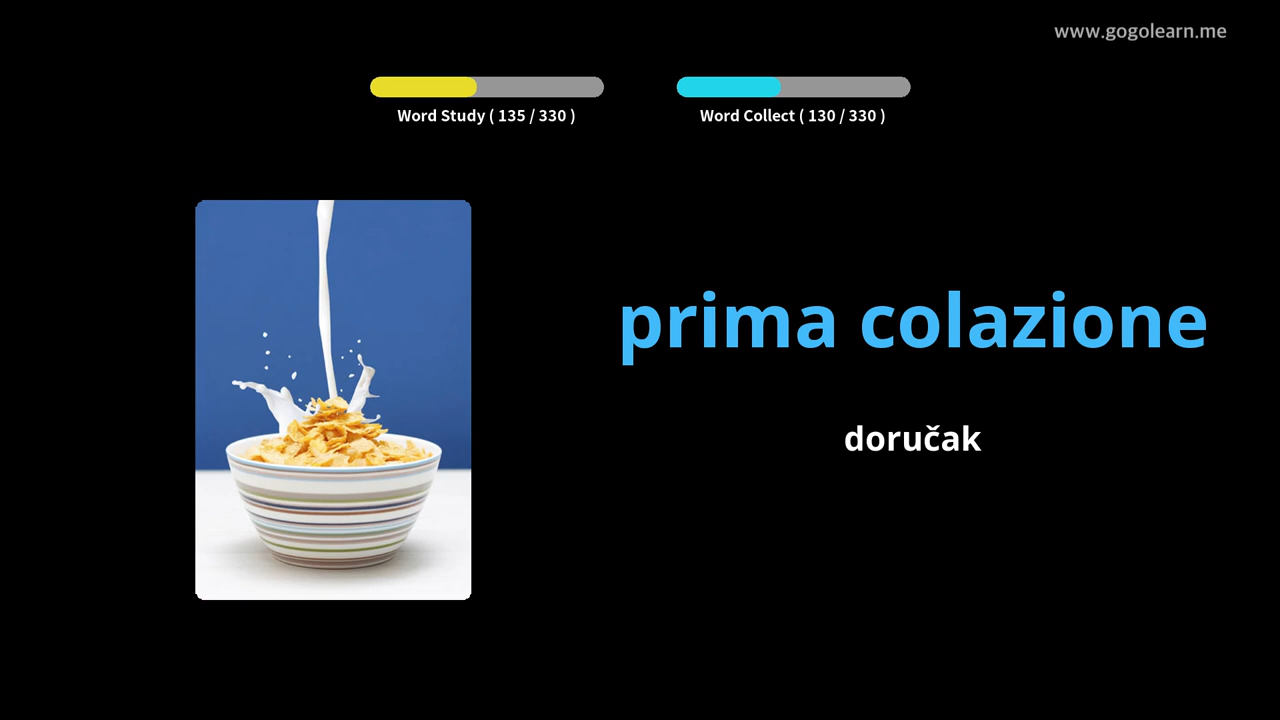 www.gogolearn.me
Word Study ( 135 / 330 )
Word Collect ( 130 / 330 )
prima colazione
doručak